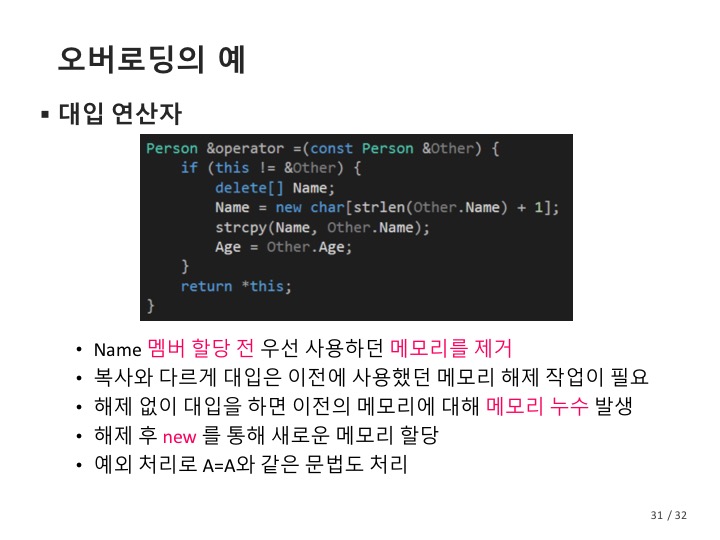 오버로딩의 예
▪ 대입 연산자
Person &operator =(const Person &Other) {
    if (this != &Other) {
        delete[] Name;
        Name = new char[strlen(Other.Name) + 1];
        strcpy(Name, Other.Name);
        Age = Other.Age;
    }
    return *this;
}
• Name 멤버 할당 전 우선 사용하던 메모리를 제거
• 복사와 다르게 대입은 이전에 사용했던 메모리 해제 작업이 필요
• 해제 없이 대입을 하면 이전의 메모리에 대해 메모리 누수 발생
• 해제 후 new 를 통해 새로운 메모리 할당
• 예외 처리로 A=A와 같은 문법도 처리
31 / 32